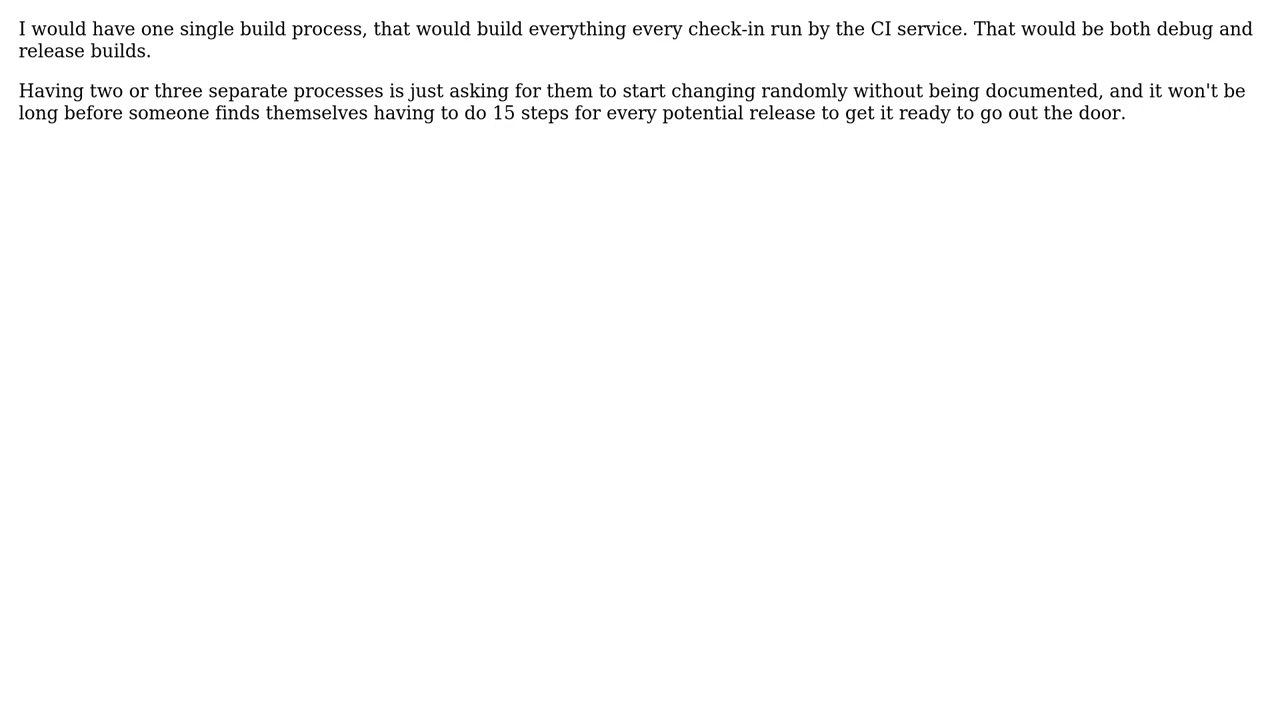 I would have one single build process, that would build everything every check-in run by the CI service. That would be both debug and
release builds.
Having two or three separate processes is just asking for them to start changing randomly without being documented, and it won't be
long before someone finds themselves having to do 15 steps for every potential release to get it ready to go out the door.